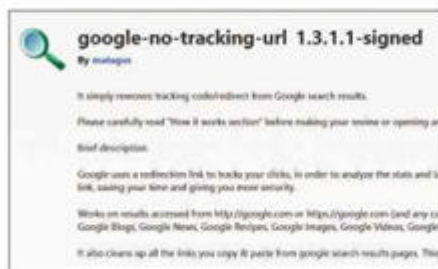 google-no-tracking-url 1.3.1.1-signed
By matagus
It simply removes tracking code/redirect from Google search results.
Please carefully read "How it works section" before making your review or opening
Brief description
Google uses a redirection link to tracks your clicks, in order to analyze the stats and
link, saving your time and giving you more security.
Works on results accessed from http://google.com or https://google.com (and any
Google Blogs, Google News, Google Recipes, Google Images, Google Videos, Google
It also cleans up all the links you copy & paste from google search results pages.